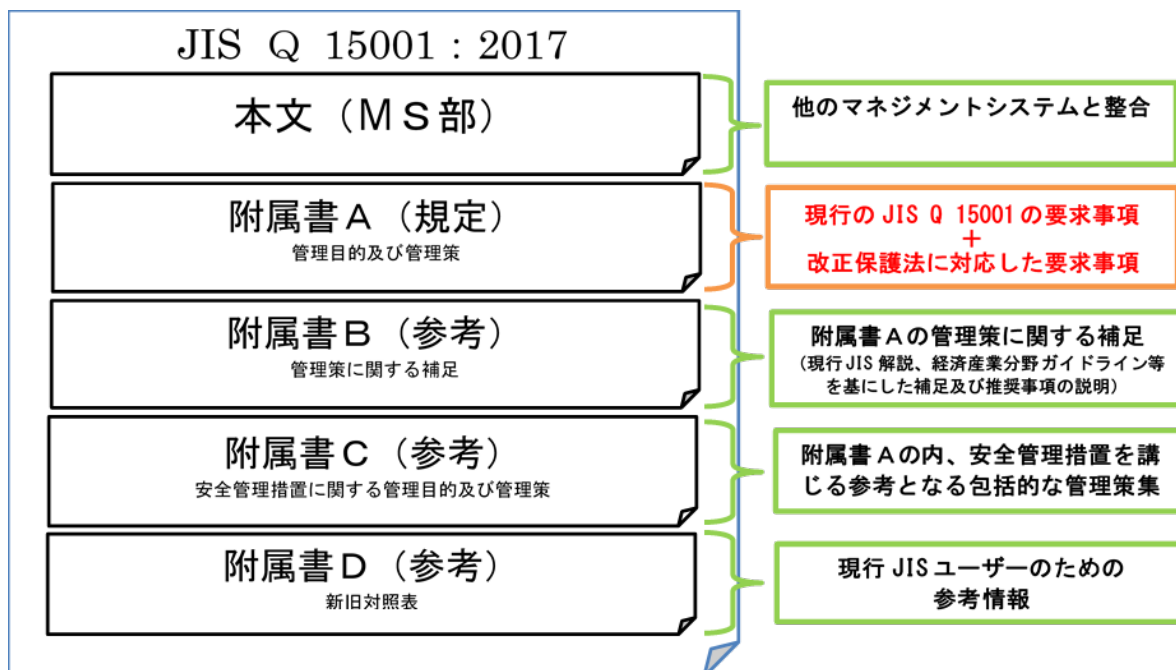 JIS Q 15001：2017
本文（ＭＳ部）
他のマネジメントシステムと整合
附属書Ａ（規定）
管理目的及び管理策
現行の JIS Q 15001 の要求事項
＋
改正保護法に対応した要求事項
附属書Ｂ（参考）
管理策に関する補足
附属書Ａの管理策に関する補足
（現行 JIS 解説、経済産業分野ガイドライン等
を基にした補足及び推奨事項の説明）
附属書Ｃ（参考）
安全管理措置に関する管理目的及び管理策
附属書Ａの内、安全管理措置を講
じる参考となる包括的な管理策集
附属書Ｄ（参考）
新旧対照表
現行 JIS ユーザーのための
参考情報